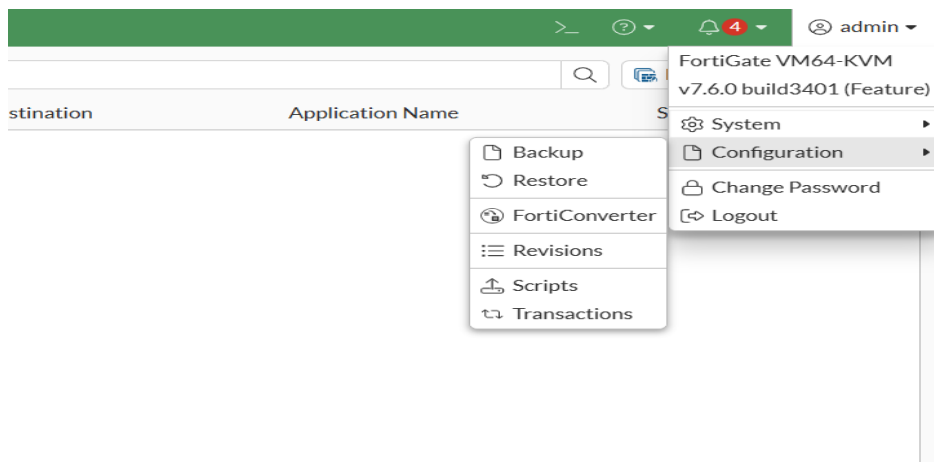 >_ ? 4 admin
FortiGate VM64-KVM
v7.6.0 build3401 (Feature)
stination Application Name S
System
Configuration
Change Password
Logout
Backup
Restore
FortiConverter
Revisions
Scripts
Transactions